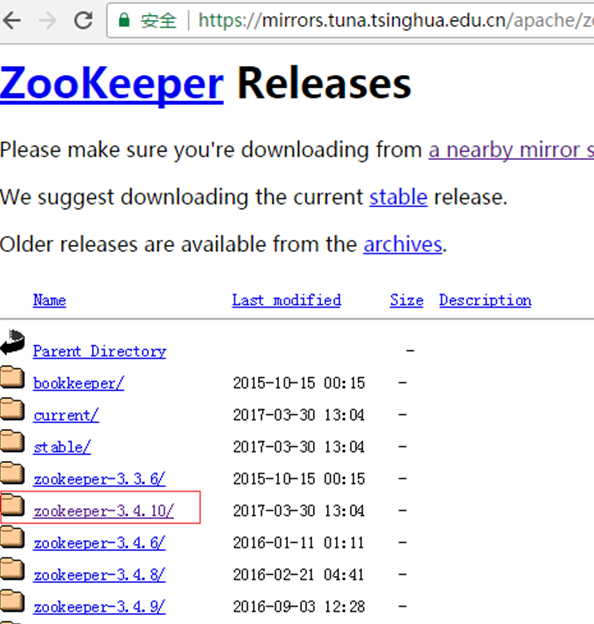 安全 https://mirrors.tuna.tsinghua.edu.cn/apache/z
ZooKeeper Releases
Please make sure you're downloading from a nearby mirror s
We suggest downloading the current stable release.
Older releases are available from the archives.
Name Last modified Size Description
Parent Directory -
bookkeeper/ 2015-10-15 00:15 -
current/ 2017-03-30 13:04 -
stable/ 2017-03-30 13:04 -
zookeeper-3.3.6/ 2015-10-15 00:15 -
zookeeper-3.4.10/ 2017-03-30 13:04 -
zookeeper-3.4.6/ 2016-01-11 01:11 -
zookeeper-3.4.8/ 2016-02-21 04:41 -
zookeeper-3.4.9/ 2016-09-03 12:28 -